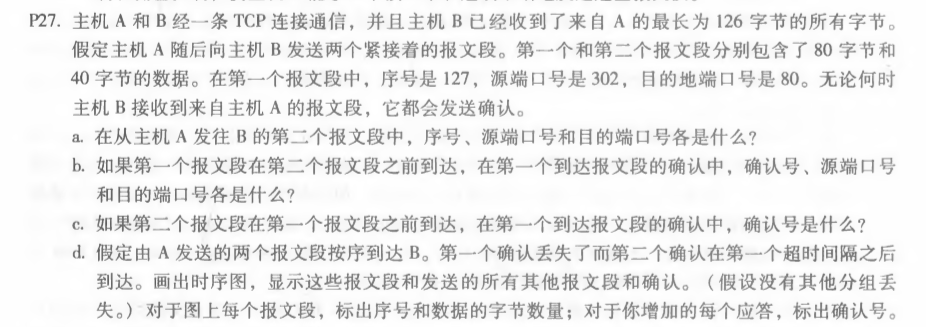 P27. 主机 A 和 B 经一条 TCP 连接通信，并且主机 B 已经收到了来自 A 的最长为 126 字节的所有字节。
假定主机 A 随后向主机 B 发送两个紧接着的报文段。第一个和第二个报文段分别包含了 80 字节和
40 字节的数据。在第一个报文段中，序号是 127，源端口号是 302，目的地端口号是 80。无论何时
主机 B 接收到来自主机 A 的报文段，它都会发送确认。
a. 在从主机 A 发往 B 的第二个报文段中，序号、源端口号和目的端口号各是什么？
b. 如果第一个报文段在第二个报文段之前到达，在第一个到达报文段的确认中，确认号、源端口号
和目的端口号各是什么？
c. 如果第二个报文段在第一个报文段之前到达，在第一个到达报文段的确认中，确认号是什么？
d. 假定由 A 发送的两个报文段按序到达 B。第一个确认丢失了而第二个确认在第一个超时间隔之后
到达。画出时序图，显示这些报文段和发送的所有其他报文段和确认。（假设没有其他分组丢
失。）对于图上每个报文段，标出序号和数据的字节数量；对于你增加的每个应答，标出确认号。